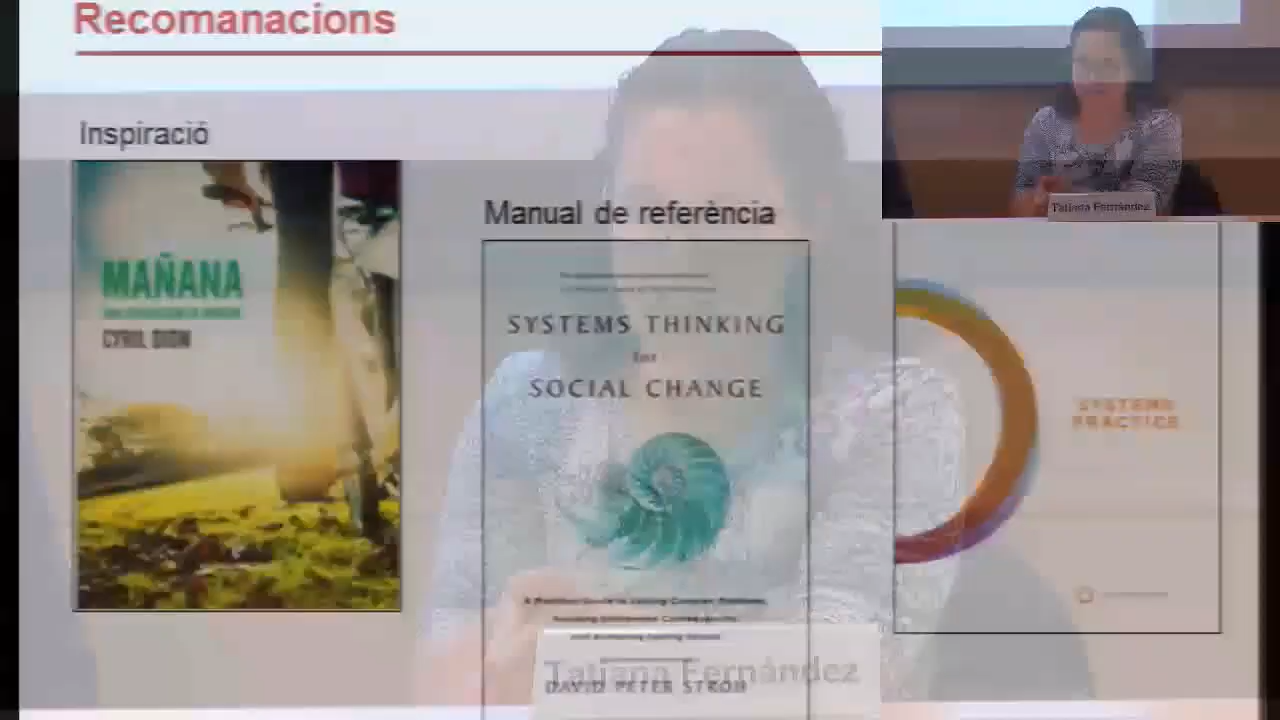 Recomanacions
Inspiració
MAÑANA
CYRIL DION
Manual de referència
SYSTEMS THINKING
for
SOCIAL CHANGE
DAVID PETER STROH
SYSTEMS
PRACTICE
Tatiana Fernández
Tatiana Fernández